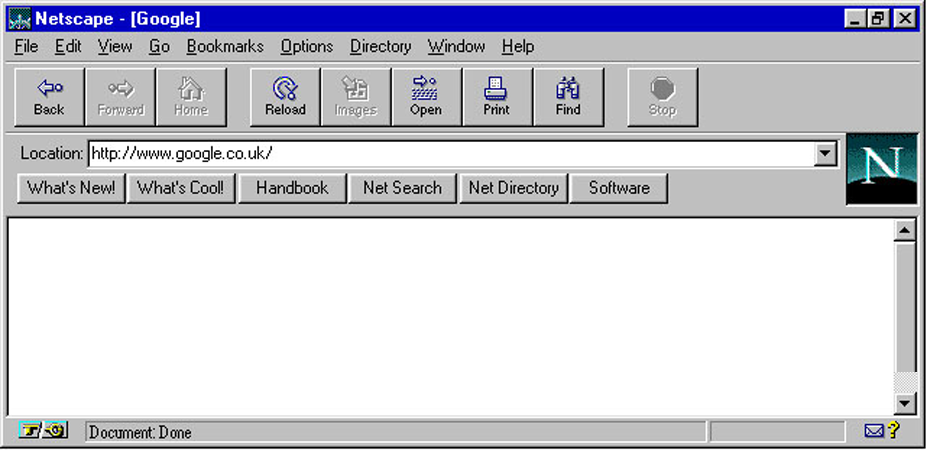 Netscape - [Google]
File Edit View Go Bookmarks Options Directory Window Help
Back Forward Home Reload Images Open Print Find Stop
Location: http://www.google.co.uk/
N
What's New! What's Cool! Handbook Net Search Net Directory Software
Document: Done